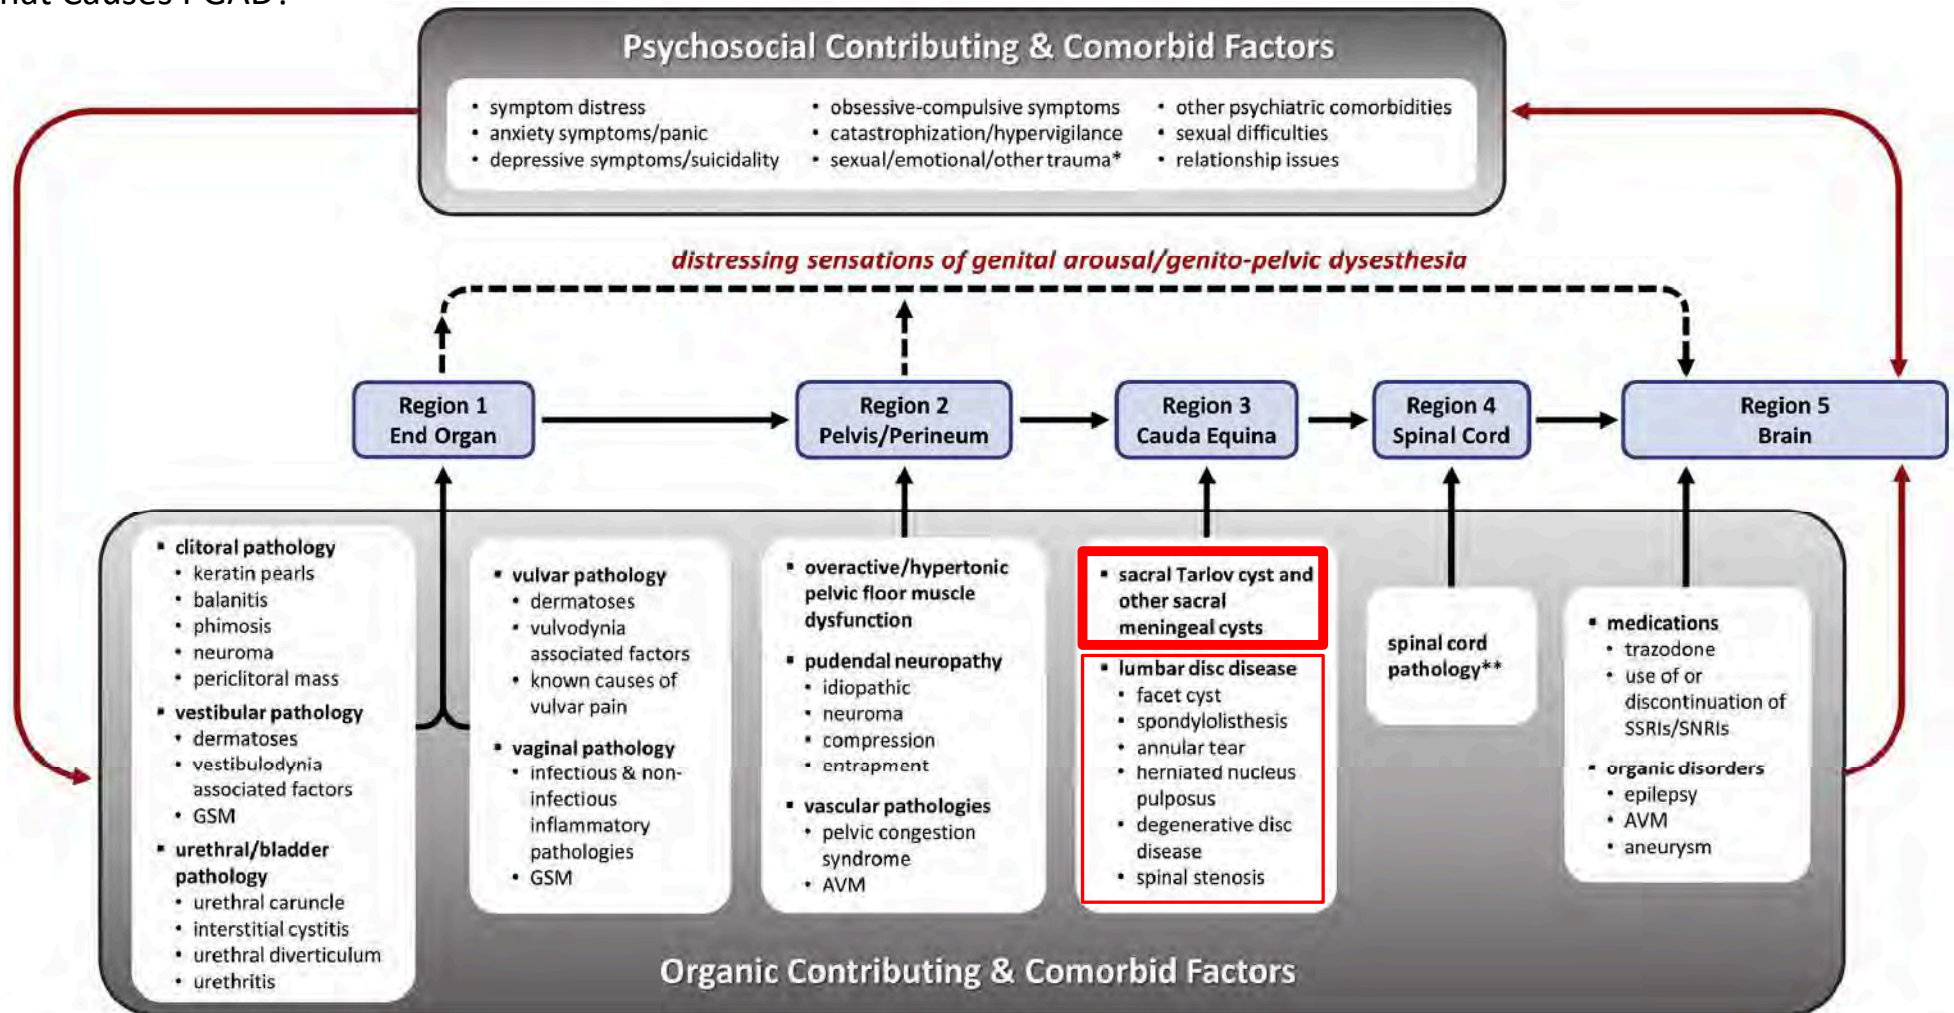 What Causes PGAD?
Psychosocial Contributing & Comorbid Factors
• symptom distress
• anxiety symptoms/panic
• depressive symptoms/suicidality
• obsessive-compulsive symptoms
• catastrophization/hypervigilance
• sexual/emotional/other trauma*
• other psychiatric comorbidities
• sexual difficulties
• relationship issues
distressing sensations of genital arousal/genito-pelvic dysesthesia
Region 1
End Organ
Region 2
Pelvis/Perineum
Region 3
Cauda Equina
Region 4
Spinal Cord
Region 5
Brain
▪ clitoral pathology
• keratin pearls
• balanitis
• phimosis
• neuroma
• periclitoral mass
▪ vestibular pathology
• dermatoses
• vestibulodynia
associated factors
• GSM
▪ urethral/bladder
pathology
• urethral caruncle
• interstitial cystitis
• urethral diverticulum
• urethritis
▪ vulvar pathology
• dermatoses
• vulvodynia
associated factors
• known causes of
vulvar pain
▪ vaginal pathology
• infectious & non-
infectious
inflammatory
pathologies
• GSM
▪ overactive/hypertonic
pelvic floor muscle
dysfunction
▪ pudendal neuropathy
• idiopathic
• neuroma
• compression
• entrapment
▪ vascular pathologies
• pelvic congestion
syndrome
• AVM
▪ sacral Tarlov cyst and
other sacral
meningeal cysts
▪ lumbar disc disease
• facet cyst
• spondylolisthesis
• annular tear
• herniated nucleus
pulposus
• degenerative disc
disease
• spinal stenosis
spinal cord
pathology**
▪ medications
• trazodone
• use of or
discontinuation of
SSRIs/SNRIs
▪ organic disorders
• epilepsy
• AVM
• aneurysm
Organic Contributing & Comorbid Factors